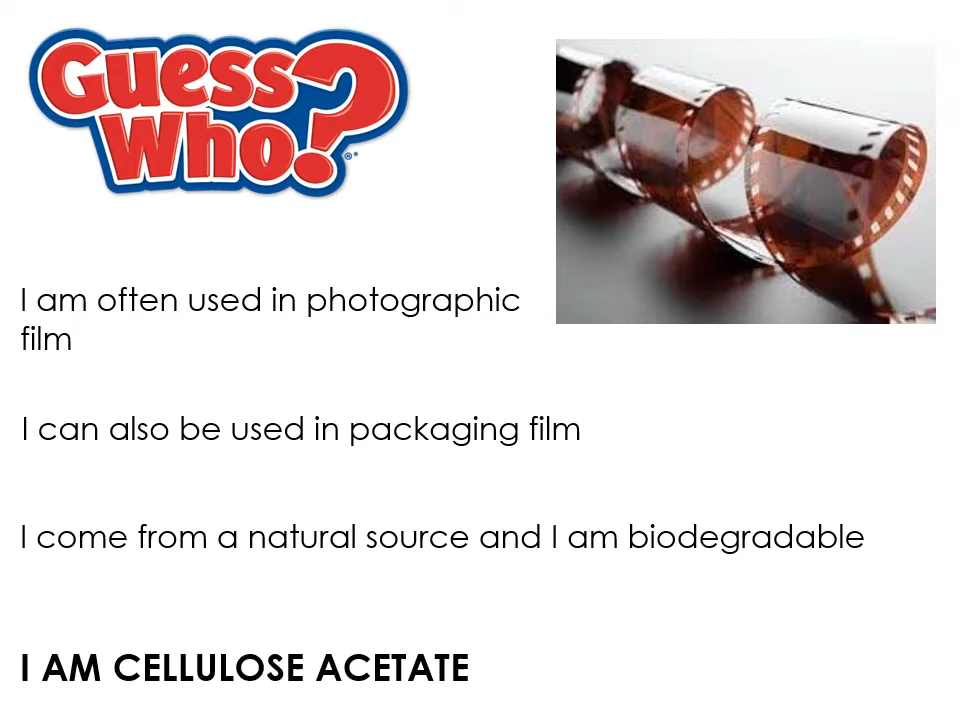 Guess
Who?
®*
I am often used in photographic
film
I can also be used in packaging film
I come from a natural source and I am biodegradable
I AM CELLULOSE ACETATE